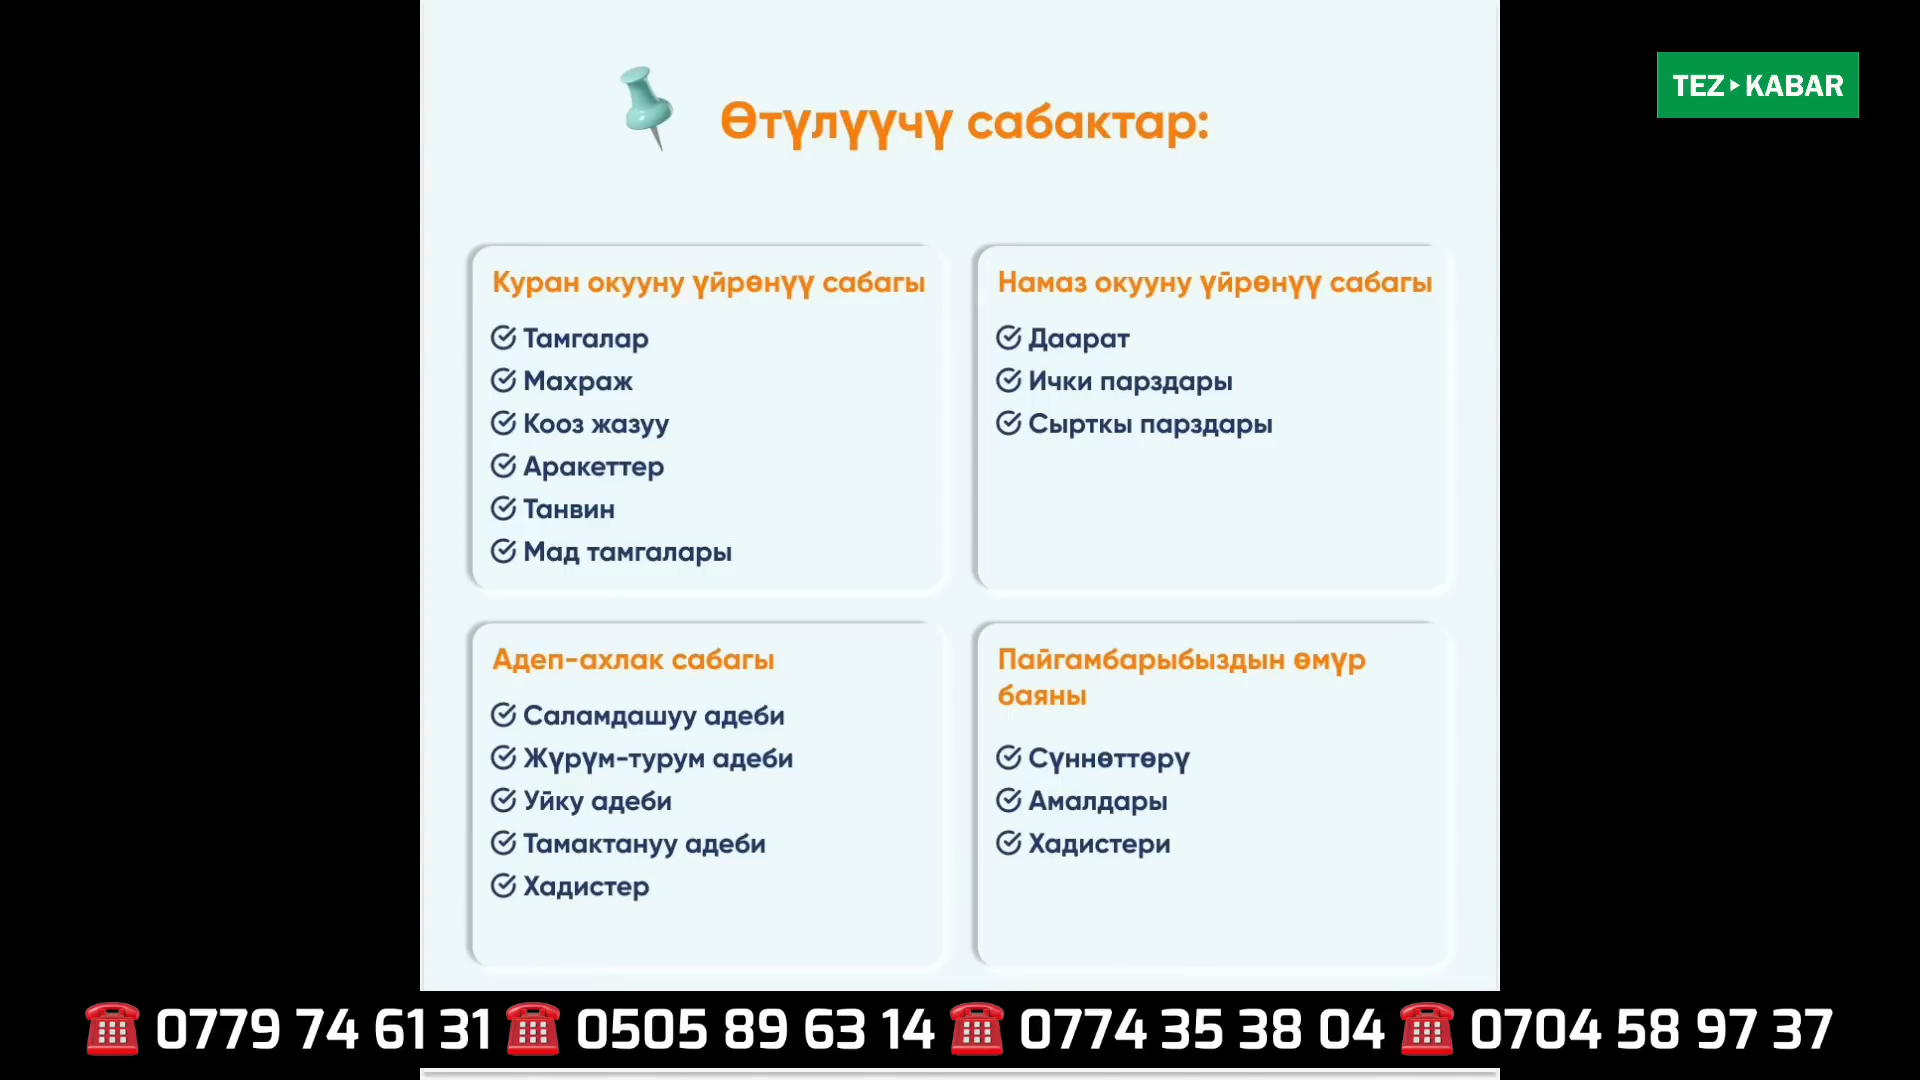 TEZ KABAR
Өтүлүүчү сабактар:
Куран окууну үйрөнүү сабагы
Тамгалар
Махраж
Кооз жазуу
Аракеттер
Танвин
Мад тамгалары
Намаз окууну үйрөнүү сабагы
Даарат
Ички парздары
Сырткы парздары
Адеп-ахлак сабагы
Саламдашуу адеби
Жүрүм-турум адеби
Уйку адеби
Тамактануу адеби
Хадистер
Пайгамбарыбыздын өмүр
баяны
Сүннөттөрү
Амалдары
Хадистери
0779 74 61 31 0505 89 63 14 0774 35 38 04 0704 58 97 37